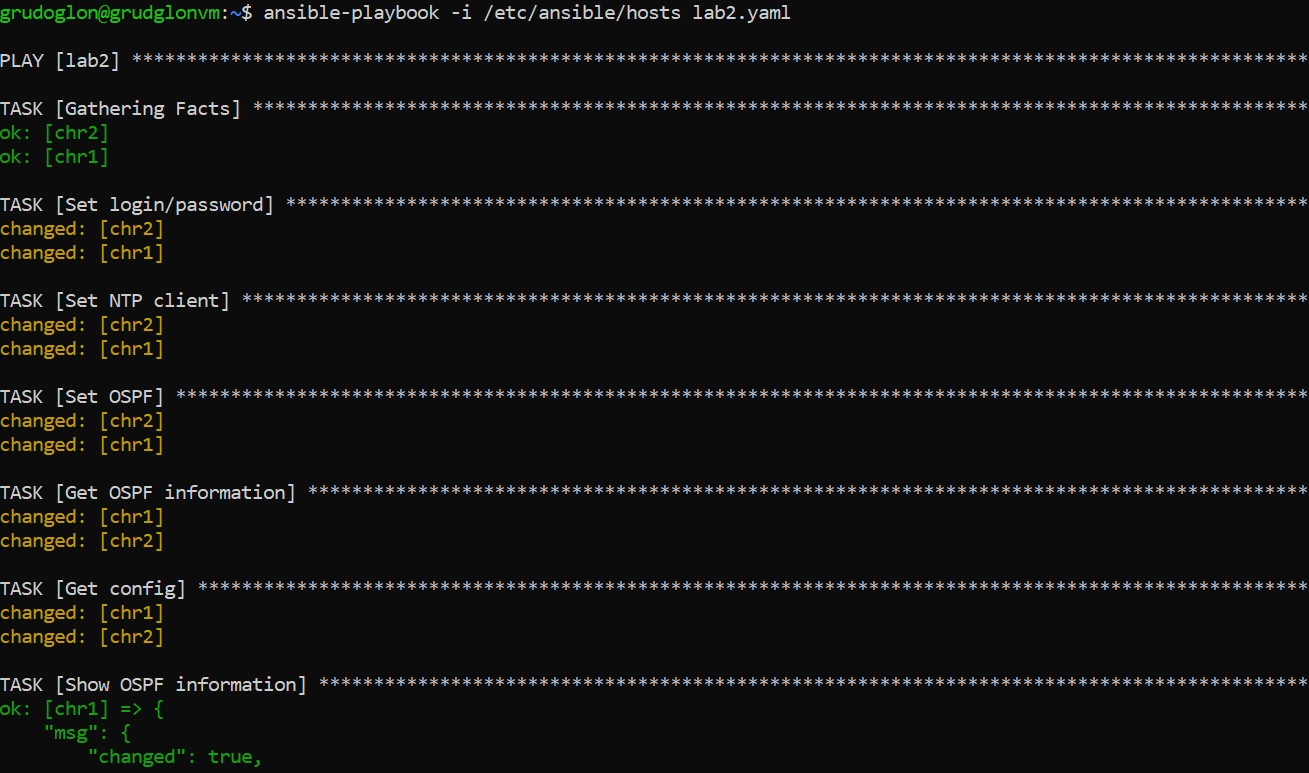 grudoglon@grudglonvm:~$ ansible-playbook -i /etc/ansible/hosts lab2.yaml
PLAY [lab2] ***********************************************************************************************************
TASK [Gathering Facts] ************************************************************************************************
ok: [chr2]
ok: [chr1]
TASK [Set login/password] *********************************************************************************************
changed: [chr2]
changed: [chr1]
TASK [Set NTP client] *************************************************************************************************
changed: [chr2]
changed: [chr1]
TASK [Set OSPF] *******************************************************************************************************
changed: [chr2]
changed: [chr1]
TASK [Get OSPF information] *******************************************************************************************
changed: [chr1]
changed: [chr2]
TASK [Get config] *****************************************************************************************************
changed: [chr1]
changed: [chr2]
TASK [Show OSPF information] ******************************************************************************************
ok: [chr1] => {
    "msg": {
        "changed": true,